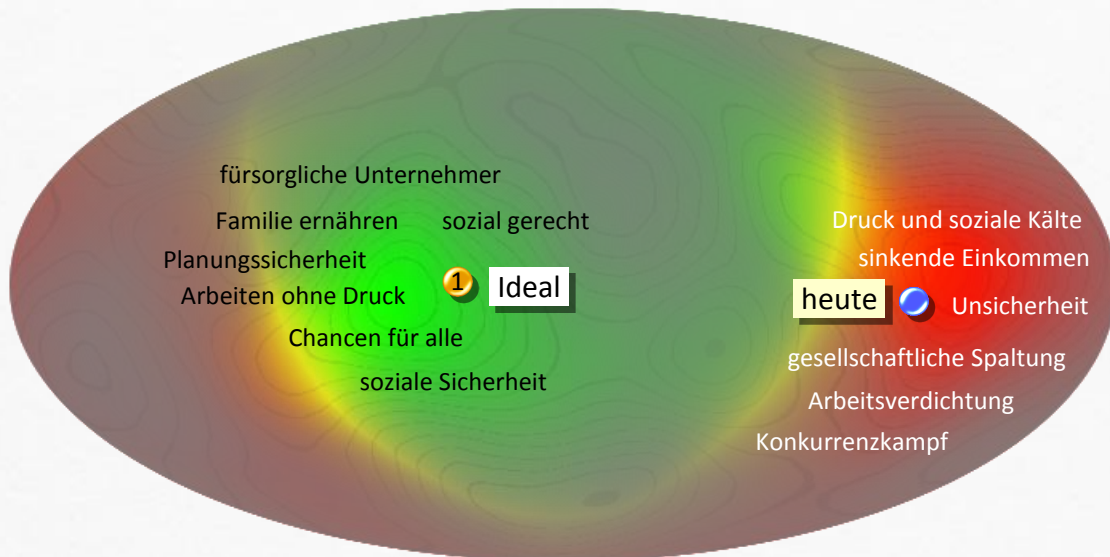 fürsorgliche Unternehmer
Familie ernähren
sozial gerecht
Planungssicherheit
Arbeiten ohne Druck
1
Ideal
Chancen für alle
soziale Sicherheit
Druck und soziale Kälte
sinkende Einkommen
heute
Unsicherheit
gesellschaftliche Spaltung
Arbeitsverdichtung
Konkurrenzkampf